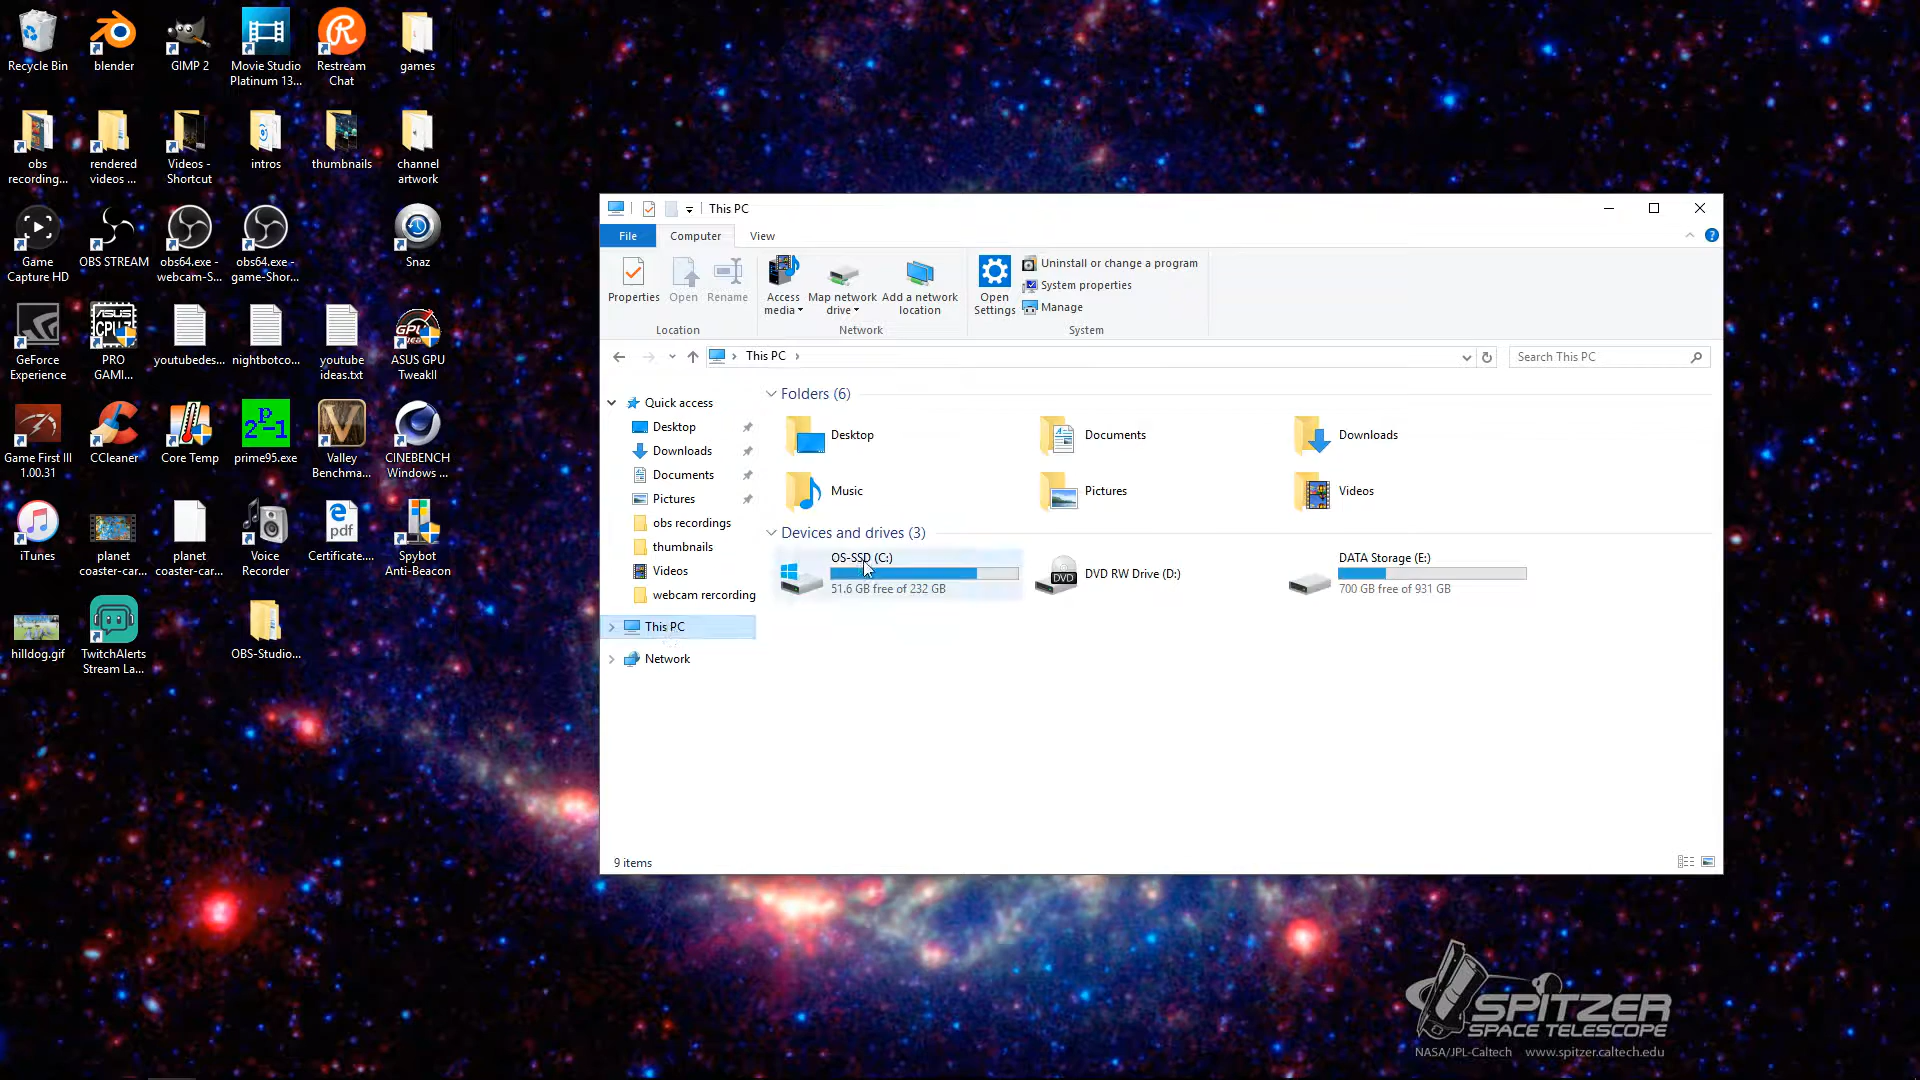 Recycle Bin
blender
GIMP 2
Movie Studio
Platinum 13...
Restream
Chat
games
obs
recording...
rendered
videos ...
Videos -
Shortcut
intros
thumbnails
channel
artwork
Game
Capture HD
OBS STREAM
obs64.exe -
webcam-S...
obs64.exe -
game-Shor...
Snaz
GeForce
Experience
PRO
GAMI...
youtubedes...
nightbotco...
youtube
ideas.txt
ASUS GPU
TweakII
Game First III
1.00.31
CCleaner
Core Temp
prime95.exe
Valley
Benchma...
CINEBENCH
Windows ...
iTunes
planet
coaster-car...
planet
coaster-car...
Voice
Recorder
Certificate....
Spybot
Anti-Beacon
hilldog.gif
TwitchAlerts
Stream La...
OBS-Studio...
This PC
File
Computer
View
Properties
Open
Rename
Access
media
Map network
drive
Add a network
location
Open
Settings
Uninstall or change a program
System properties
Manage
Location
Network
System
This PC
Search This PC
Quick access
Desktop
Downloads
Documents
Pictures
obs recordings
thumbnails
Videos
webcam recording
This PC
Network
Folders (6)
Desktop
Documents
Downloads
Music
Pictures
Videos
Devices and drives (3)
OS-SSD (C:)
51.6 GB free of 232 GB
DVD
DVD RW Drive (D:)
DATA Storage (E:)
700 GB free of 931 GB
9 items
SPITZER
SPACE TELESCOPE
NASA/JPL-Caltech www.spitzer.caltech.edu